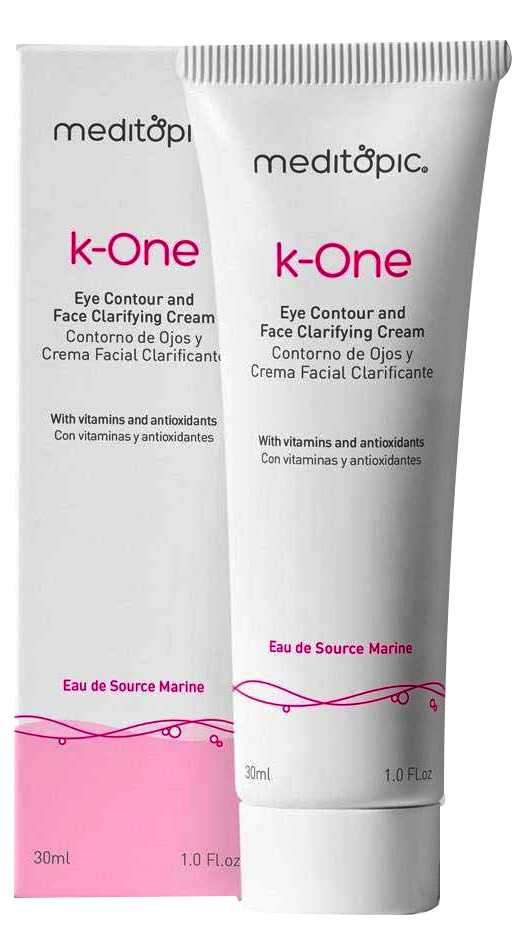 meditopi
k-One
Eye Contour and
Face Clarifying Cream
Contorno de Ojos y
Crema Facial Clarificante
With vitamins and antioxidants
Con vitaminas y antioxidantes
Eau de Source Marine
30ml
1.0 Fl.oz
meditopic®
k-One
Eye Contour and
Face Clarifying Cream
Contorno de Ojos y
Crema Facial Clarificante
With vitamins and antioxidants
Con vitaminas y antioxidantes
Eau de Source Marine
30ml
1.0 Fl.oz